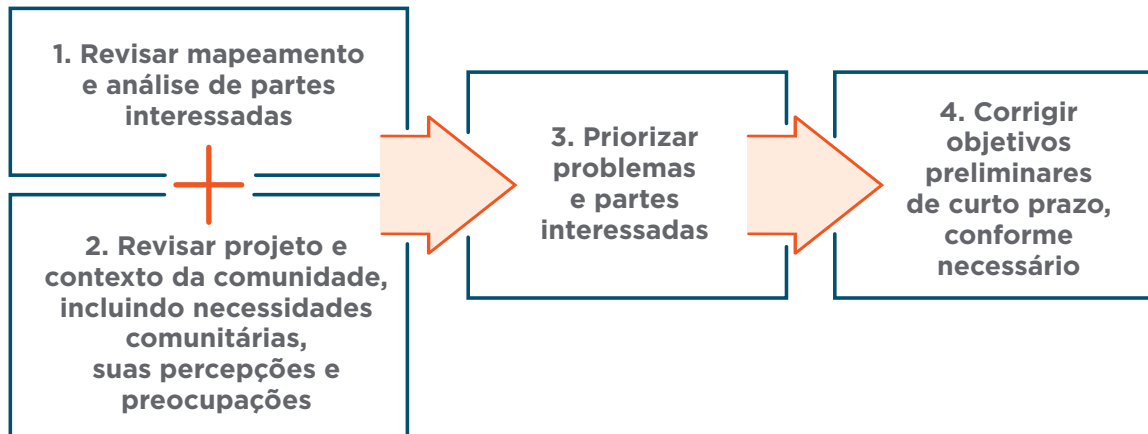 1. Revisar mapeamento
e análise de partes
interessadas
2. Revisar projeto e
contexto da comunidade,
incluindo necessidades
comunitárias,
suas percepções e
preocupações
3. Priorizar
problemas
e partes
interessadas
4. Corrigir
objetivos
preliminares
de curto prazo,
conforme
necessário